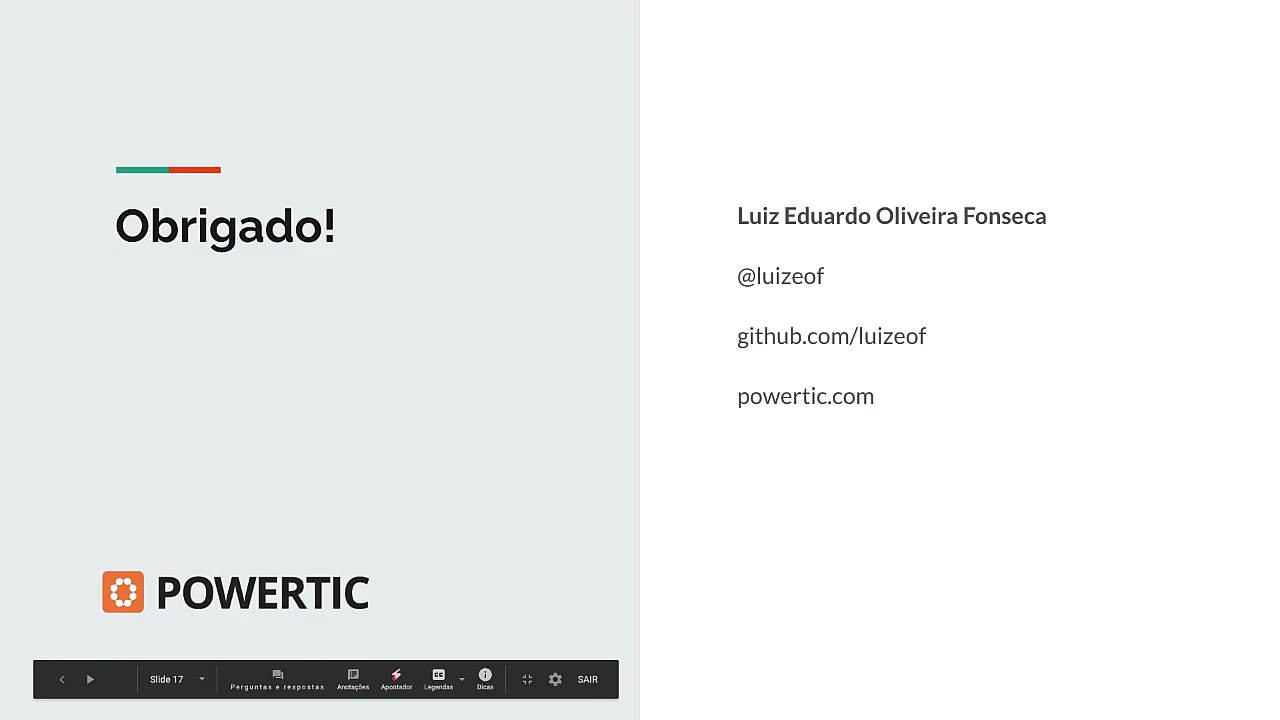 Obrigado!
Luiz Eduardo Oliveira Fonseca
@luizeof
github.com/luizeof
powertic.com
POWERTIC
Slide 17
Perguntas e respostas
Anotações
Apontador
CC
Legendas
Dicas
SAIR